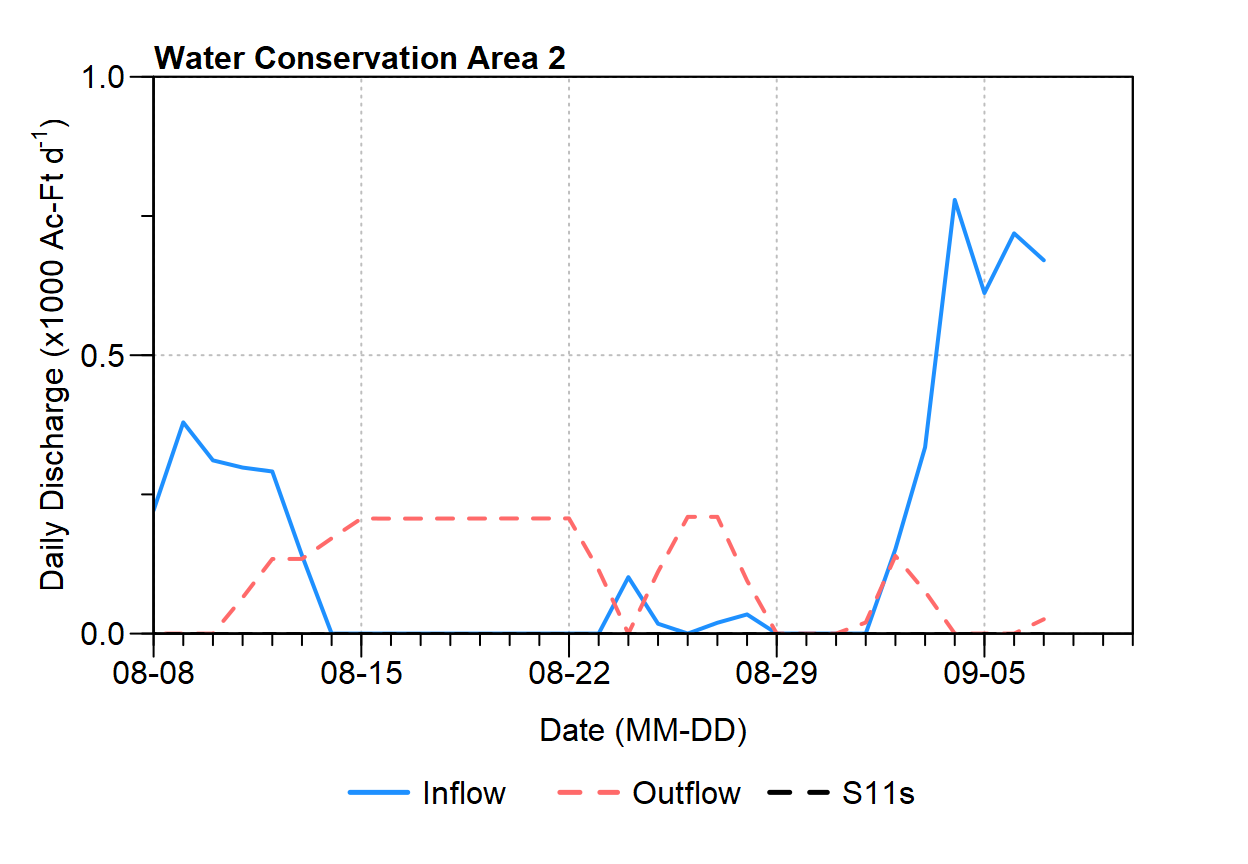 Water Conservation Area 2
Daily Discharge (x1000 Ac-Ft d-1)
1.0
0.5
0.0
08-08 08-15 08-22 08-29 09-05
Date (MM-DD)
Inflow Outflow S11s